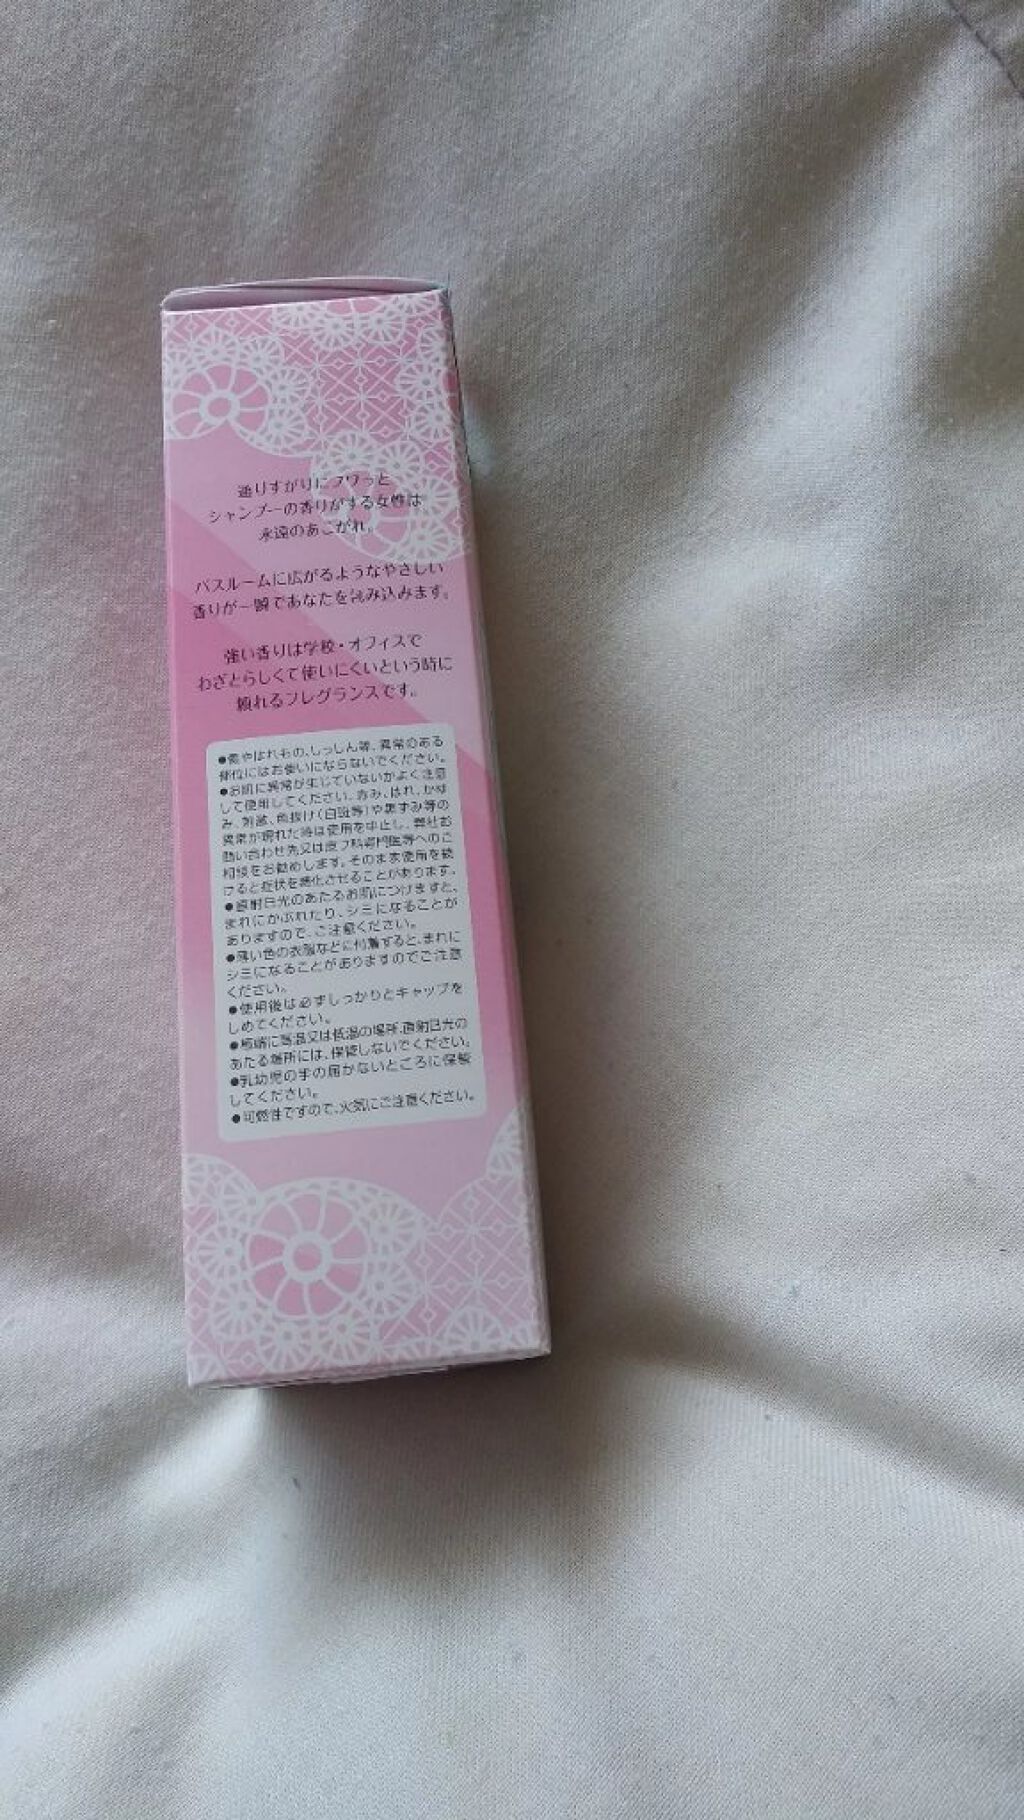 通りすがりにフワっと
シャンプーの香りがする女性は
永遠のあこがれ。
バスルームに広がるようなやさしい
香りが一瞬であなたを包み込みます。
強い香りは学校・オフィスで
わざとらしくて使いにくいという時に
頼れるフレグランスです。
●傷やはれもの、しっしん等、異常のある
部位にはお使いにならないでください。
●お肌に異常が生じていないかよく注意
して使用してください。赤み、はれ、かゆ
み、刺激、色抜け(白斑等)や黒ずみ等の
異常が現れた時は使用を中止し、弊社お
問い合わせ先又は皮フ科専門医等へのご
相談をお勧めします。そのまま使用を続
けると症状を悪化させることがあります。
●直射日光のあたるお肌につけますと、
まれにかぶれたり、シミになることが
ありますので、ご注意ください。
●薄い色の衣服などに付着すると、まれに
シミになることがありますのでご注意
ください。
●使用後は必ずしっかりとキャップを
しめてください。
●極端に高温又は低温の場所、直射日光の
あたる場所には、保管しないでください。
●乳幼児の手の届かないところに保管
してください。
●可燃性ですので、火気にご注意ください。